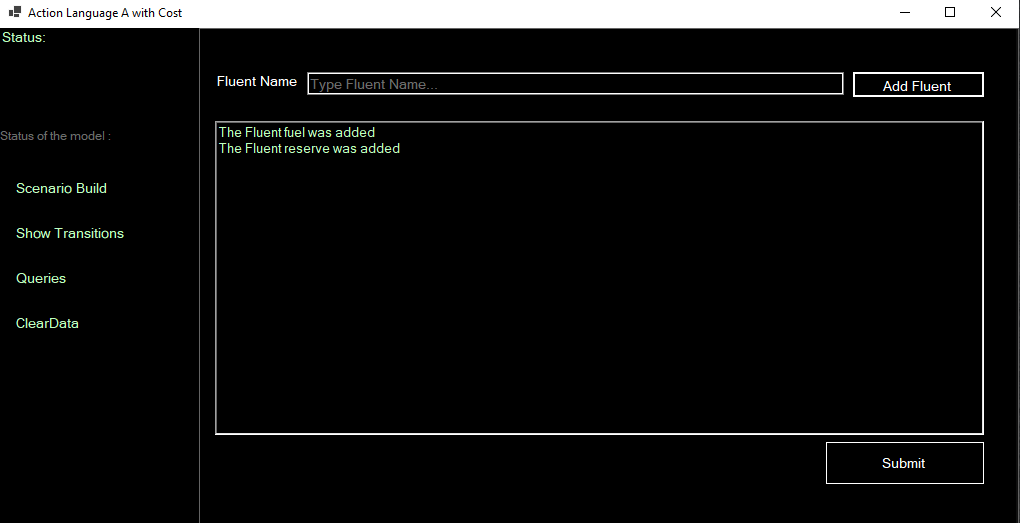 Action Language A with Cost
Status:
Status of the model :
Scenario Build
Show Transitions
Queries
ClearData
Fluent Name
Type Fluent Name...
Add Fluent
The Fluent fuel was added
The Fluent reserve was added
Submit